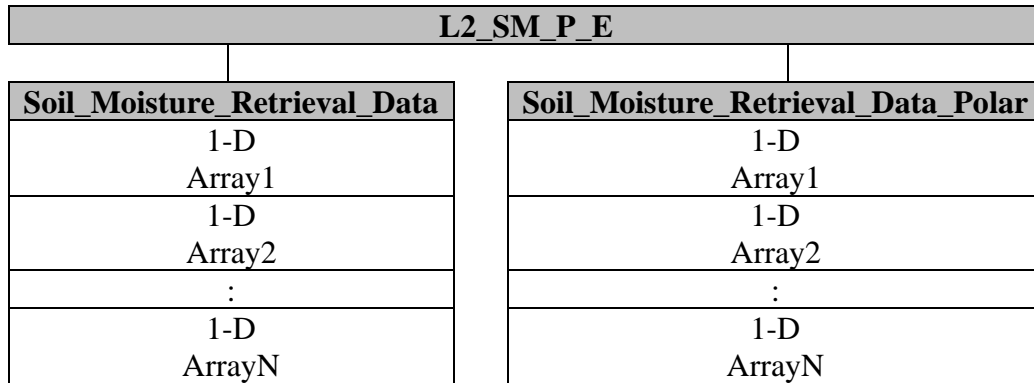 L2_SM_P_E
Soil_Moisture_Retrieval_Data
1-D
Array1
1-D
Array2
:
1-D
ArrayN
Soil_Moisture_Retrieval_Data_Polar
1-D
Array1
1-D
Array2
:
1-D
ArrayN